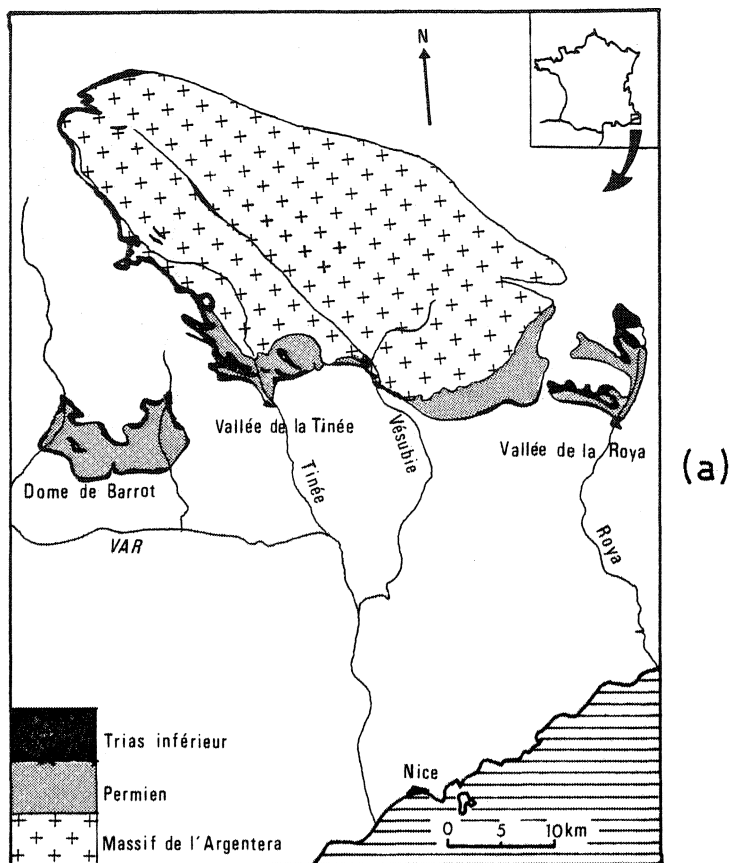 N
Vallée de la Tinée
Vésubie
Vallée de la Roya
(a)
Dome de Barrot
Tinée
VAR
Roya
Trias inférieur
Permien
Nice
Massif de l'Argentera
0 5 10km